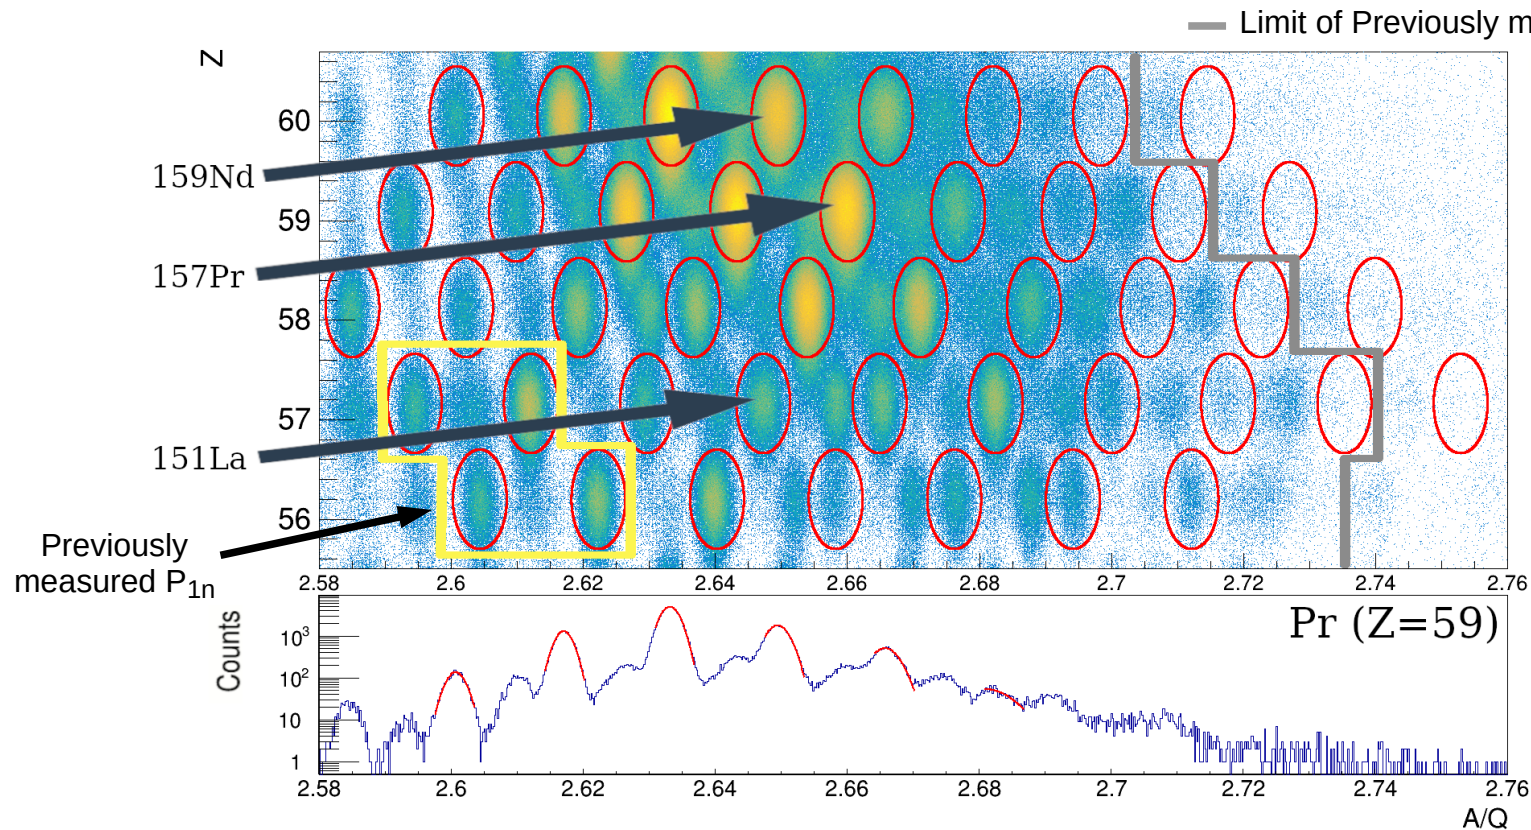 Limit of Previously m
Z
60
59
58
57
56
159Nd
157Pr
151La
Previously
measured P1n
2.58 2.6 2.62 2.64 2.66 2.68 2.7 2.72 2.74 2.76
Counts
10³
10²
10
1
Pr (Z=59)
2.58 2.6 2.62 2.64 2.66 2.68 2.7 2.72 2.74 2.76
A/Q